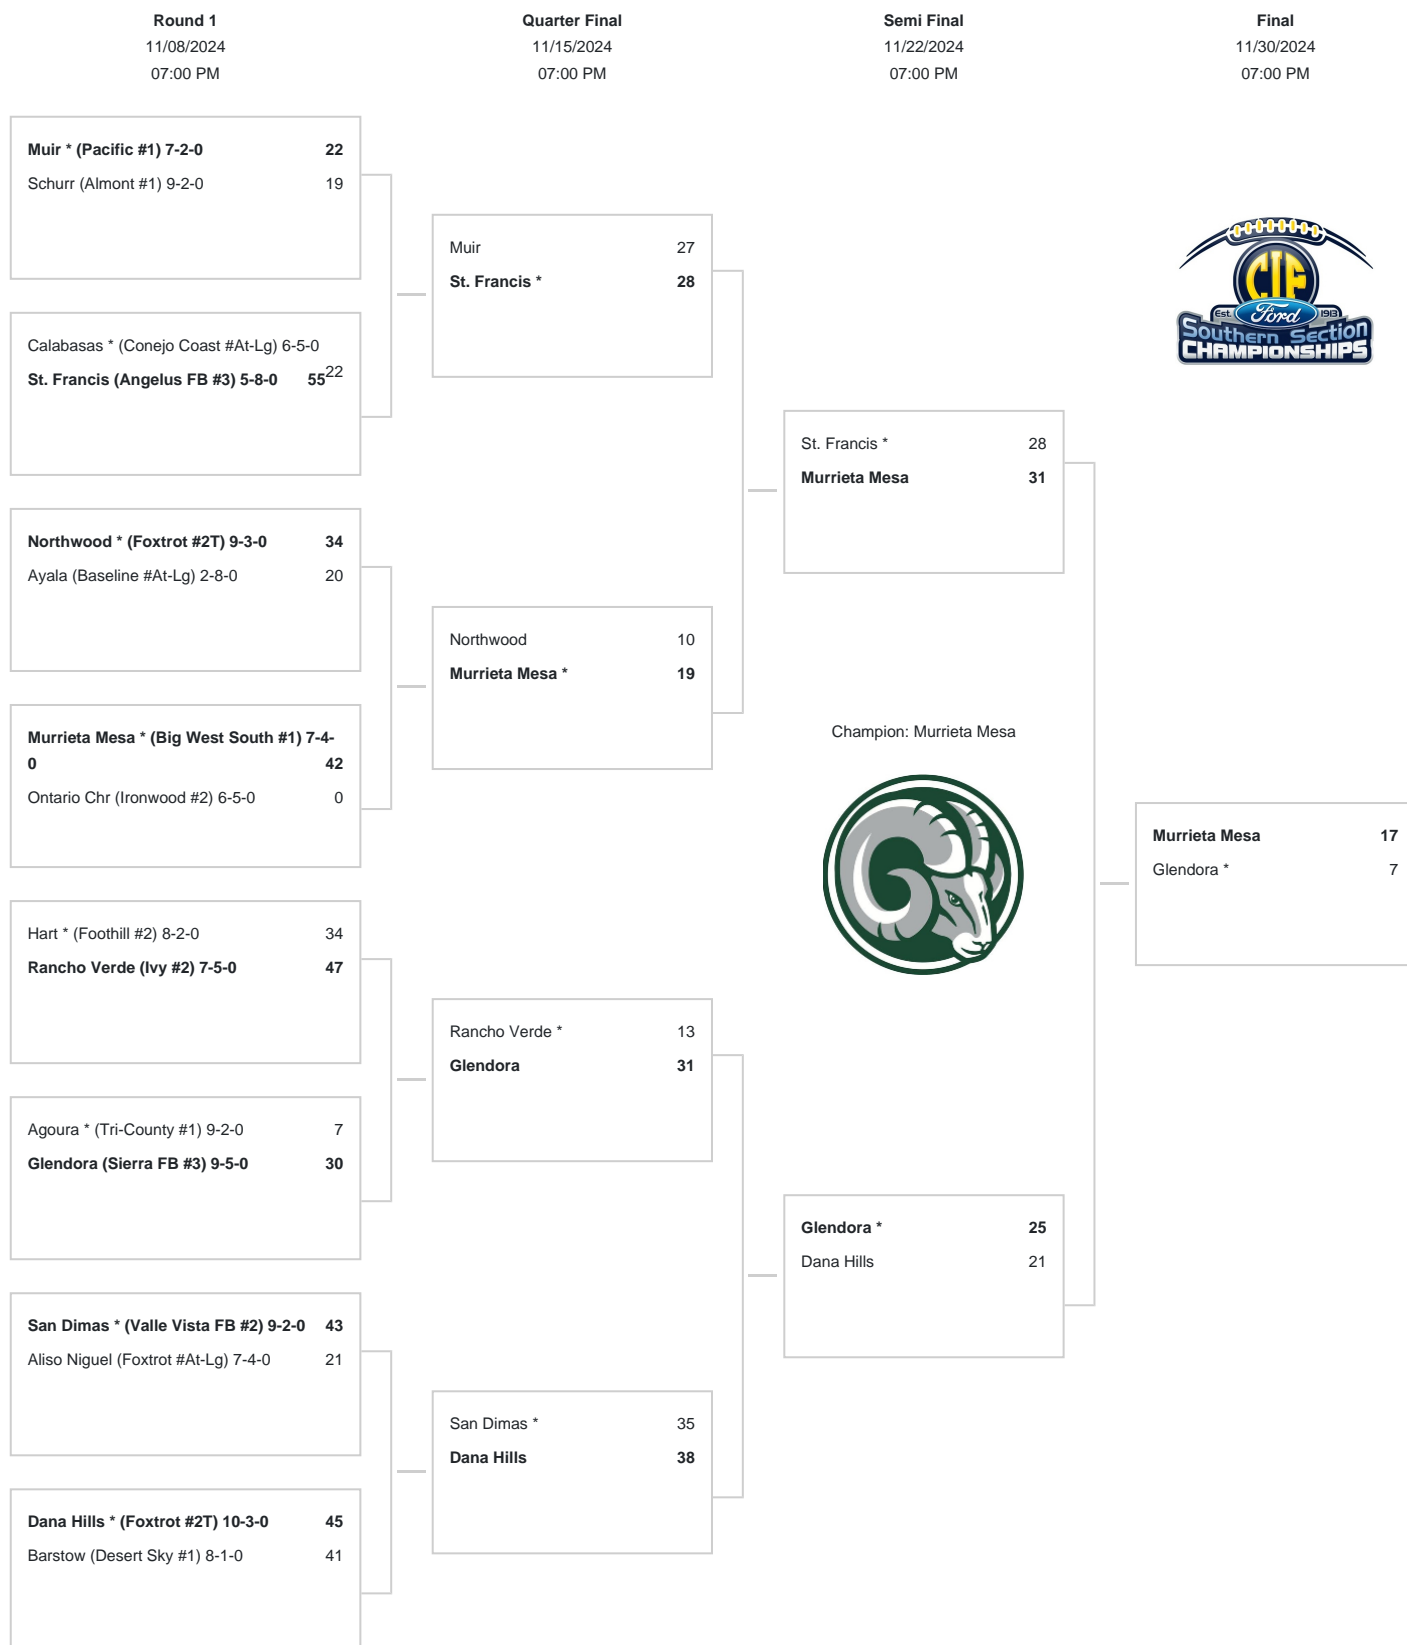 Round 1
11/08/2024
07:00 PM
Quarter Final
11/15/2024
07:00 PM
Semi Final
11/22/2024
07:00 PM
Final
11/30/2024
07:00 PM
Muir * (Pacific #1) 7-2-0 22
Schurr (Almont #1) 9-2-0 19
Calabasas * (Conejo Coast #At-Lg) 6-5-0 22
St. Francis (Angelus FB #3) 5-8-0 55
Northwood * (Foxtrot #2T) 9-3-0 34
Ayala (Baseline #At-Lg) 2-8-0 20
Murrieta Mesa * (Big West South #1) 7-4-
0 42
Ontario Chr (Ironwood #2) 6-5-0 0
Hart * (Foothill #2) 8-2-0 34
Rancho Verde (Ivy #2) 7-5-0 47
Agoura * (Tri-County #1) 9-2-0 7
Glendora (Sierra FB #3) 9-5-0 30
San Dimas * (Valle Vista FB #2) 9-2-0 43
Aliso Niguel (Foxtrot #At-Lg) 7-4-0 21
Dana Hills * (Foxtrot #2T) 10-3-0 45
Barstow (Desert Sky #1) 8-1-0 41
Muir 27
St. Francis * 28
Northwood 10
Murrieta Mesa * 19
Rancho Verde * 13
Glendora 31
San Dimas * 35
Dana Hills 38
St. Francis * 28
Murrieta Mesa 31
Champion: Murrieta Mesa
Glendora * 25
Dana Hills 21
CIF
Est. Ford 1913
Southern Section
CHAMPIONSHIPS
Murrieta Mesa 17
Glendora * 7